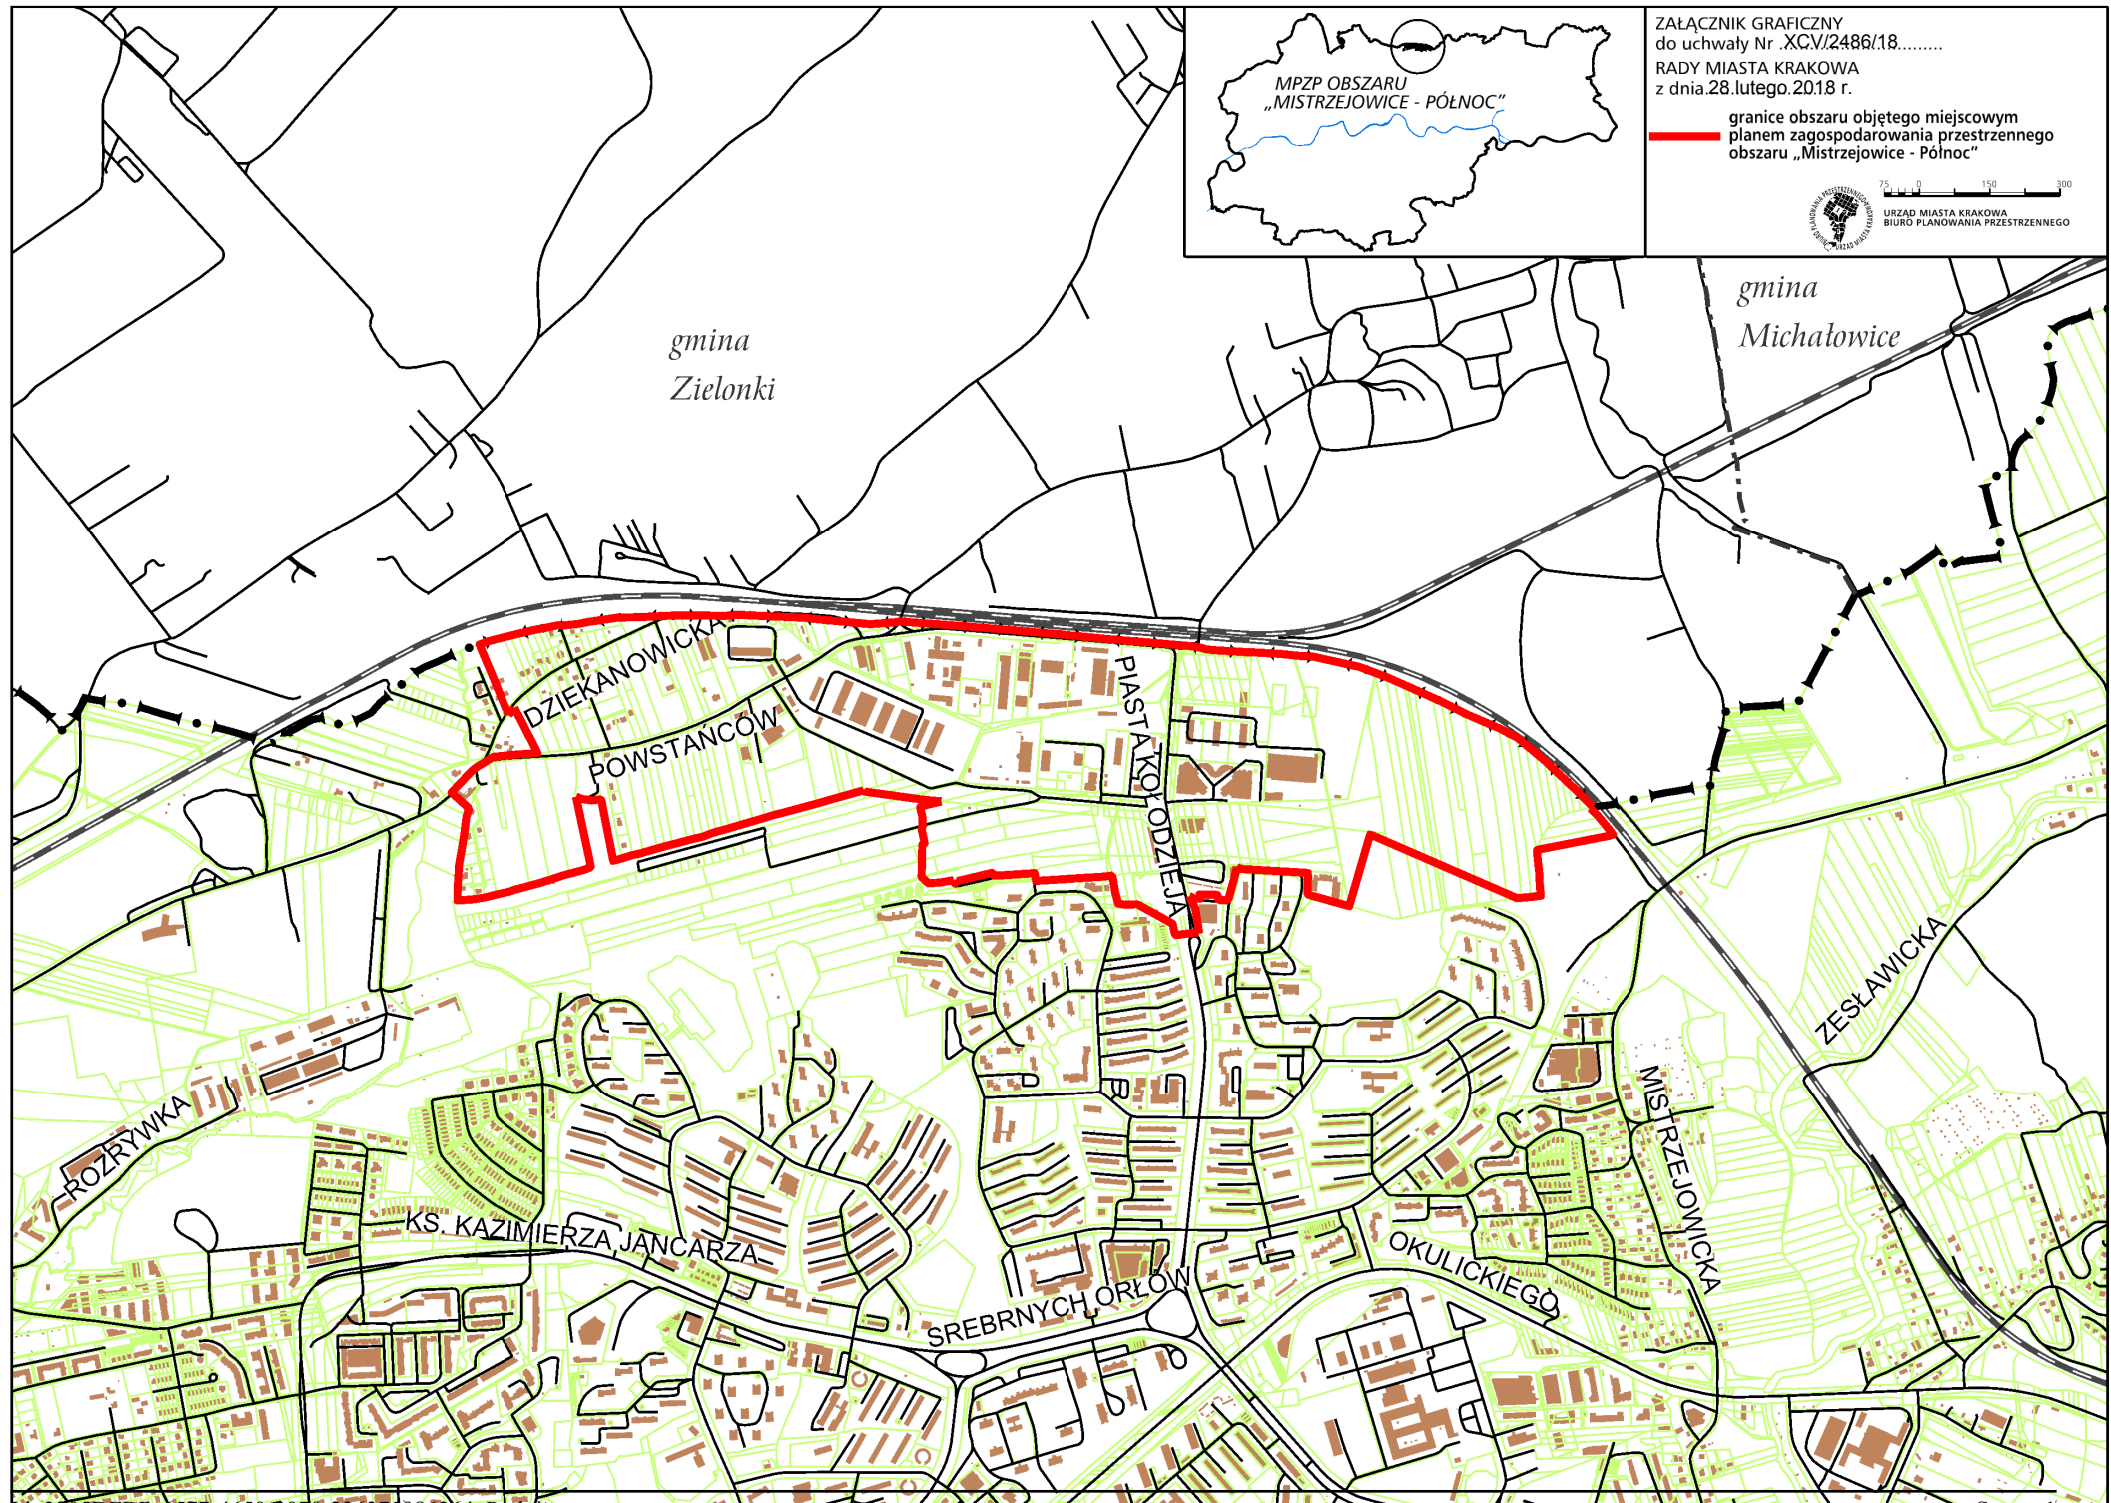 MPZP OBSZARU
„MISTRZEJOWICE - PÓŁNOC”
ZAŁĄCZNIK GRAFICZNY
do uchwały Nr .XCV/2486/18.........
RADY MIASTA KRAKOWA
z dnia.28.lutego.2018 r.
granice obszaru objętego miejscowym
planem zagospodarowania przestrzennego
obszaru „Mistrzejowice - Północ”
75 0 150 300
URZĄD MIASTA KRAKOWA
BIURO PLANOWANIA PRZESTRZENNEGO
gmina
Zielonki
gmina
Michałowice
DZIEKANOWICKA
POWSTAŃCÓW
PIASTA KOŁODZIEJA
ZESŁAWICKA
MISTRZEJOWICKA
ROZRYWKA
KS. KAZIMIERZA JANCARZA
SREBRNYCH ORŁÓW
OKULICKIEGO